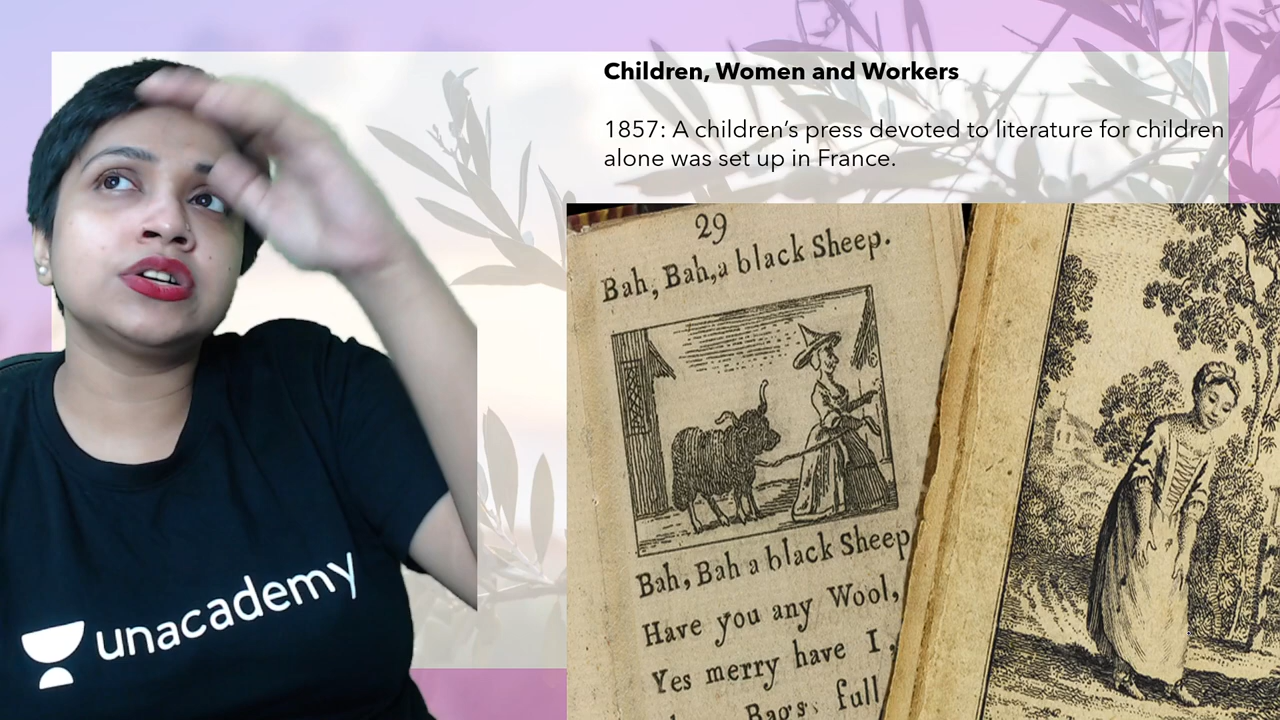 Children, Women and Workers
1857: A children's press devoted to literature for children
alone was set up in France.
29
Bah, Bah, a black Sheep.
Bah, Bah a black Sheep
Have you any Wool,
Yes merry have I,
Bags full
unacademy